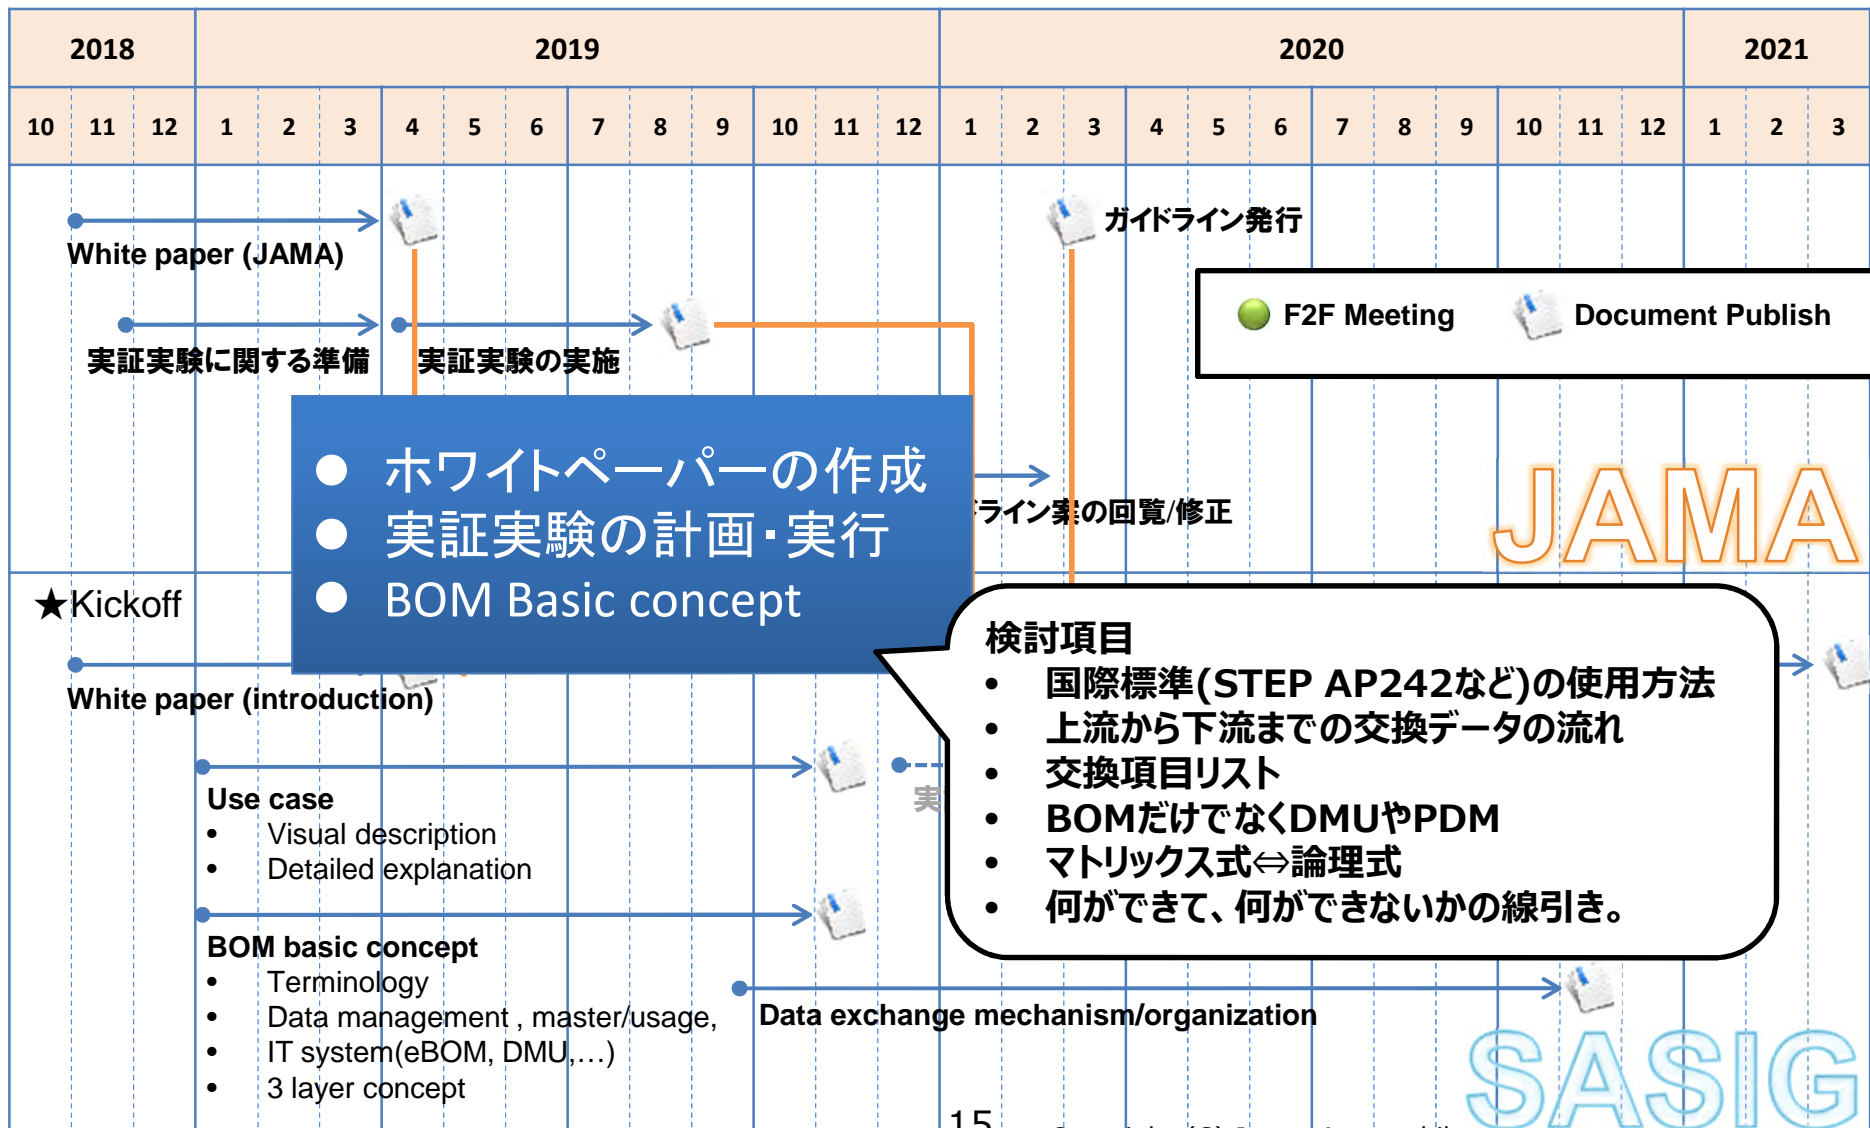 2018 2019 2020 2021
10 11 12 1 2 3 4 5 6 7 8 9 10 11 12 1 2 3 4 5 6 7 8 9 10 11 12 1 2 3
ガイドライン発行
White paper (JAMA)
F2F Meeting Document Publish
実証実験に関する準備 実証実験の実施
● ホワイトペーパーの作成
● 実証実験の計画・実行
● BOM Basic concept
ライン案の回覧/修正
JAMA
★Kickoff
検討項目
• 国際標準(STEP AP242など)の使用方法
• 上流から下流までの交換データの流れ
• 交換項目リスト
• BOMだけでなくDMUやPDM
• マトリックス式⇔論理式
• 何ができて、何ができないかの線引き。
White paper (introduction)
実
Use case
• Visual description
• Detailed explanation
BOM basic concept
• Terminology
• Data management , master/usage,
• IT system(eBOM, DMU,…)
• 3 layer concept
Data exchange mechanism/organization
SASIG
15